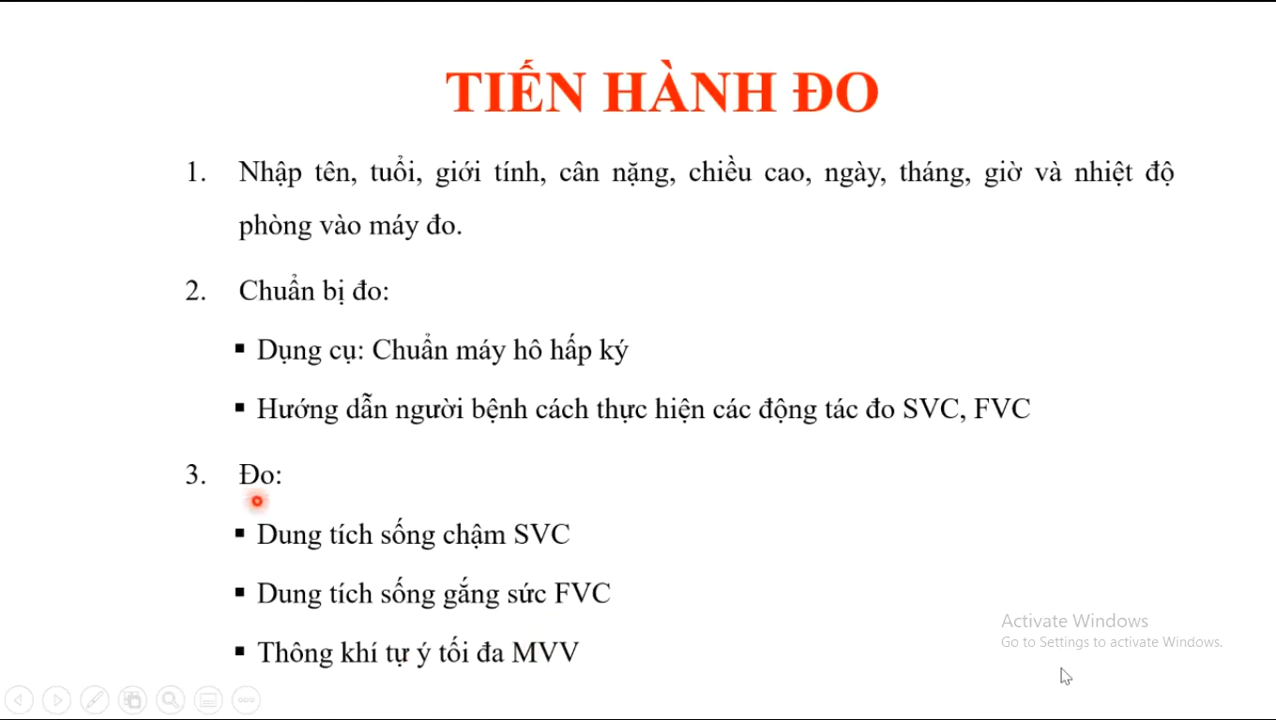 TIẾN HÀNH ĐO
1. Nhập tên, tuổi, giới tính, cân nặng, chiều cao, ngày, tháng, giờ và nhiệt độ
phòng vào máy đo.
2. Chuẩn bị đo:
▪ Dụng cụ: Chuẩn máy hô hấp ký
▪ Hướng dẫn người bệnh cách thực hiện các động tác đo SVC, FVC
3. Đo:
▪ Dung tích sống chậm SVC
▪ Dung tích sống gắng sức FVC
▪ Thông khí tự ý tối đa MVV
Activate Windows
Go to Settings to activate Windows.